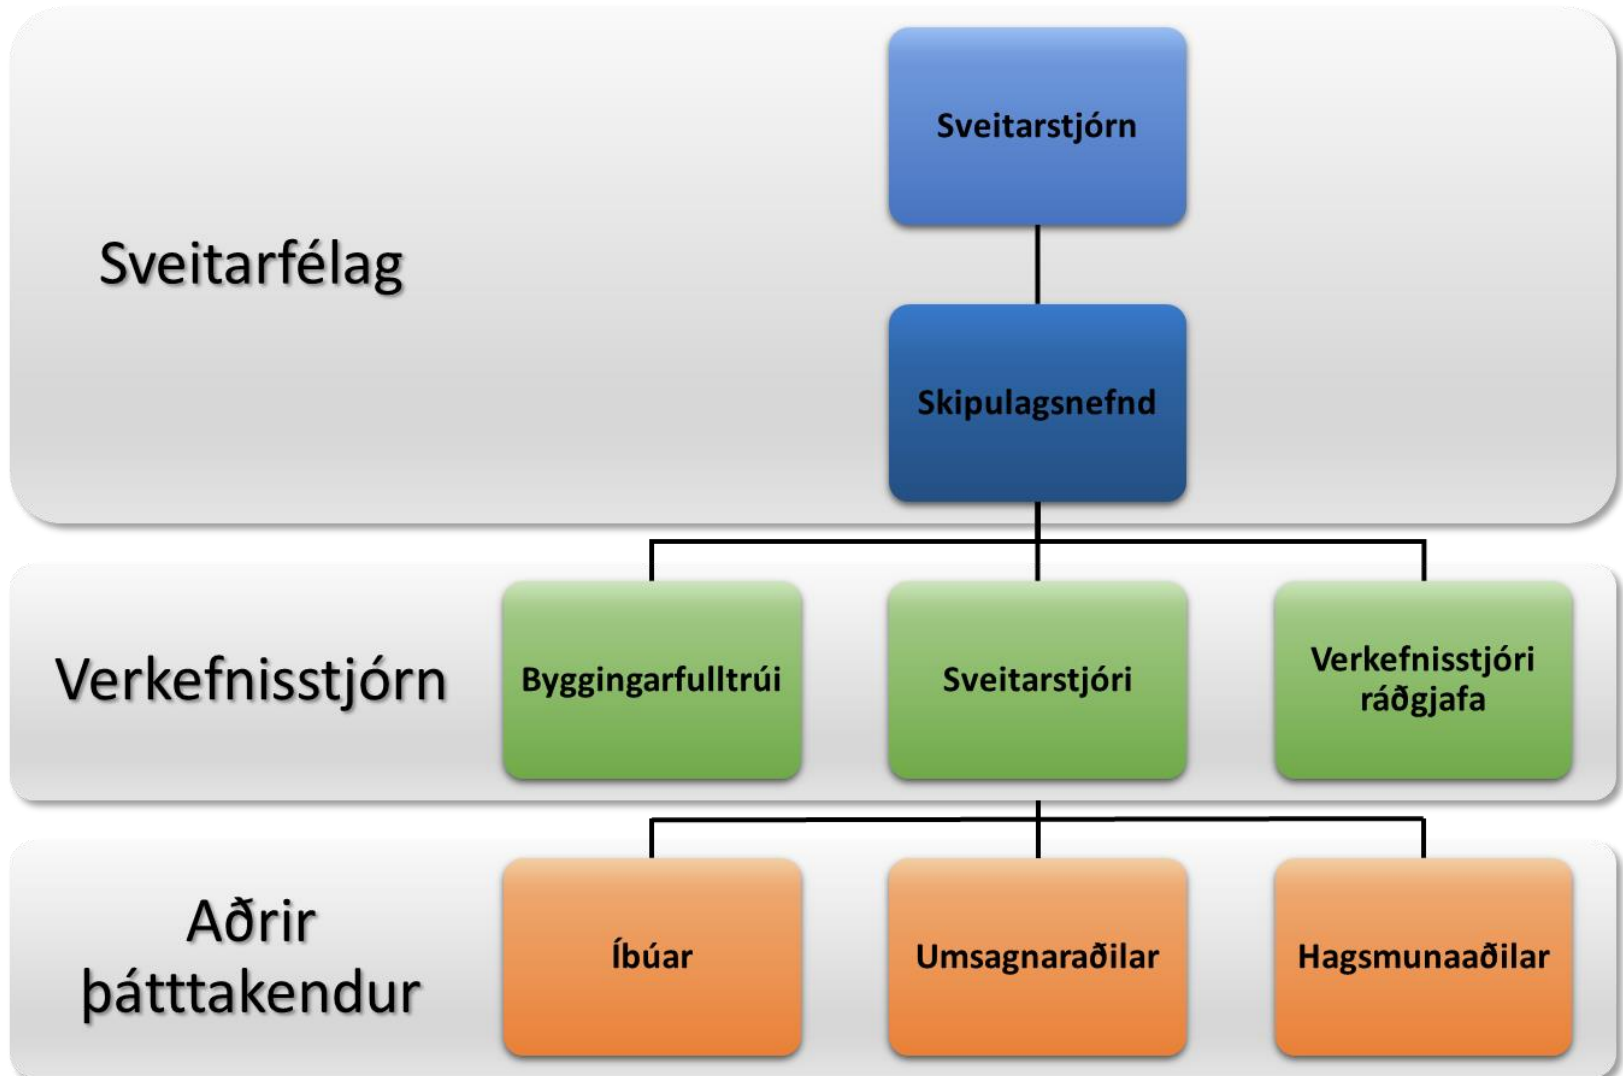 Sveitarfélag
Sveitarstjórn
Skipulagsnefnd
Verkefnisstjórn
Byggingarfulltrúi
Sveitarstjóri
Verkefnisstjóri
ráðgjafa
Aðrir
þátttakendur
Íbúar
Umsagnaraðilar
Hagsmunaaðilar